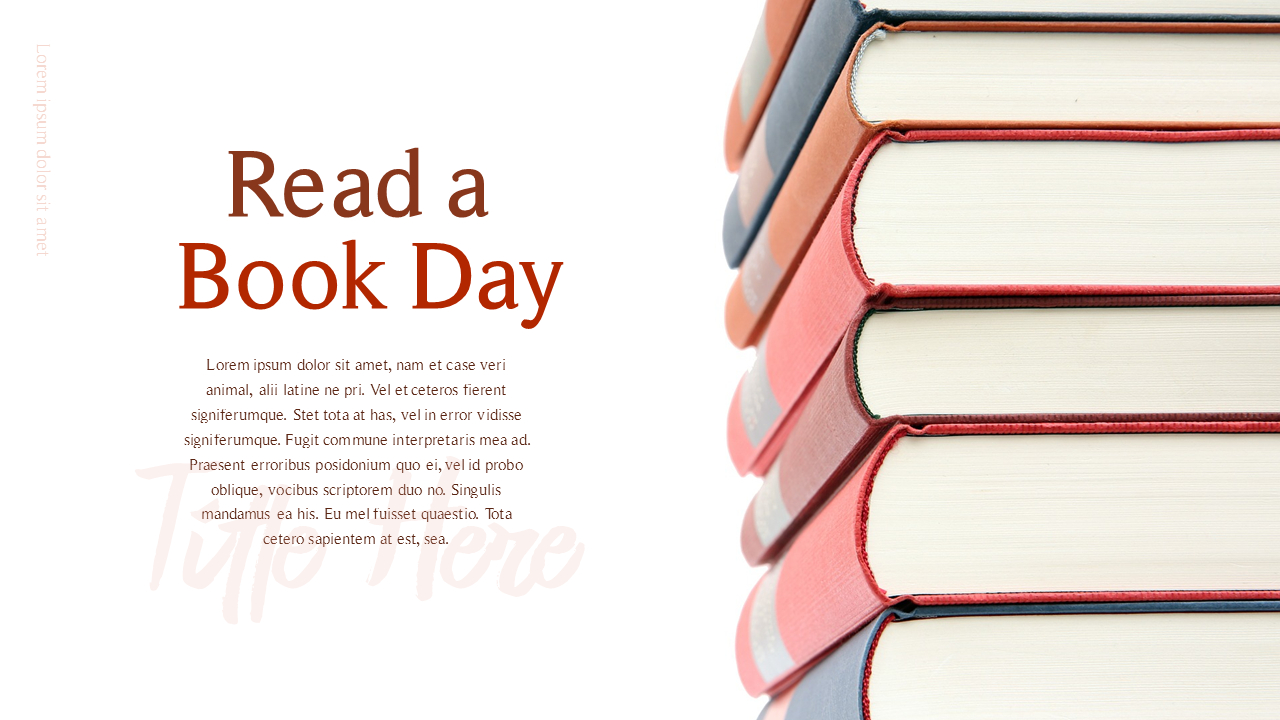 Lorem ipsum dolor sit amet
Read a
Book Day
Lorem ipsum dolor sit amet, nam et case veri
animal, alii latine ne pri. Vel et ceteros fierent
signiferumque. Stet tota at has, vel in error vidisse
signiferumque. Fugit commune interpretaris mea ad.
Praesent erroribus posidonium quo ei, vel id probo
oblique, vocibus scriptorem duo no. Singulis
mandamus ea his. Eu mel fuisset quaestio. Tota
cetero sapientem at est, sea.
Here